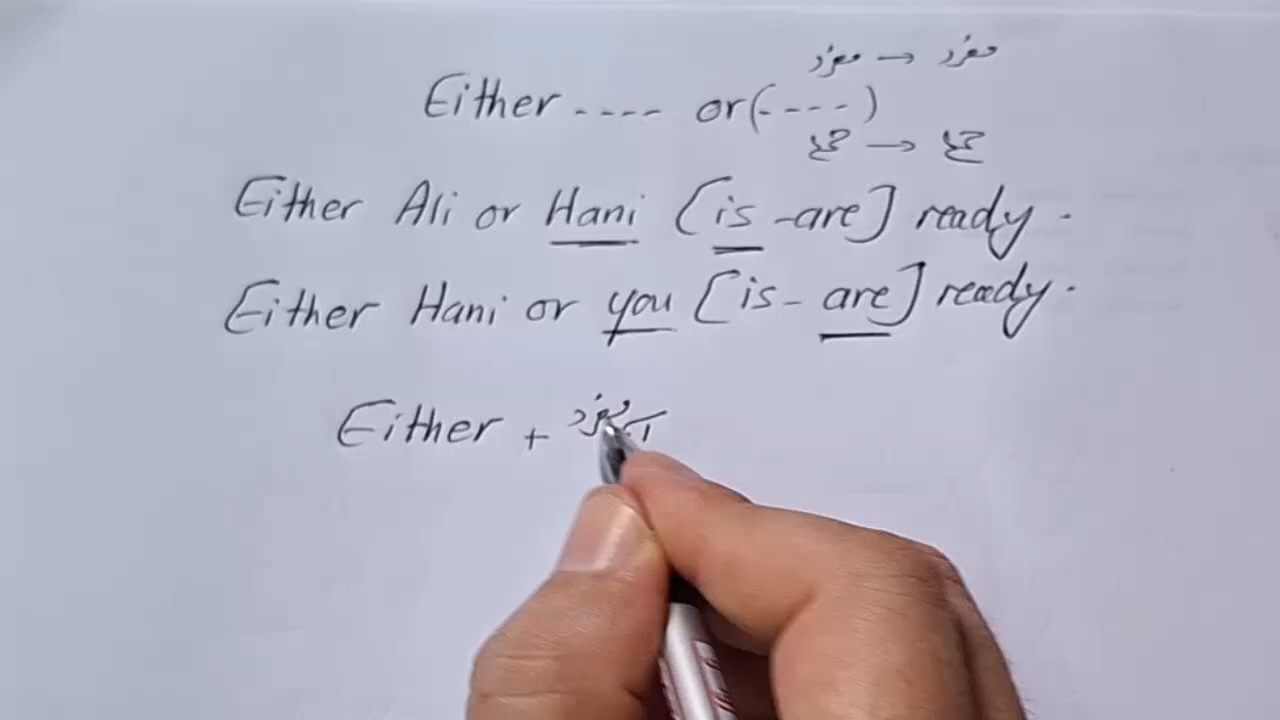 مفرد → مفرد
Either ---- or (----)
جمع → جمع
Either Ali or Hani [is - are] ready.
Either Hani or you [is - are] ready.
Either + مفرد